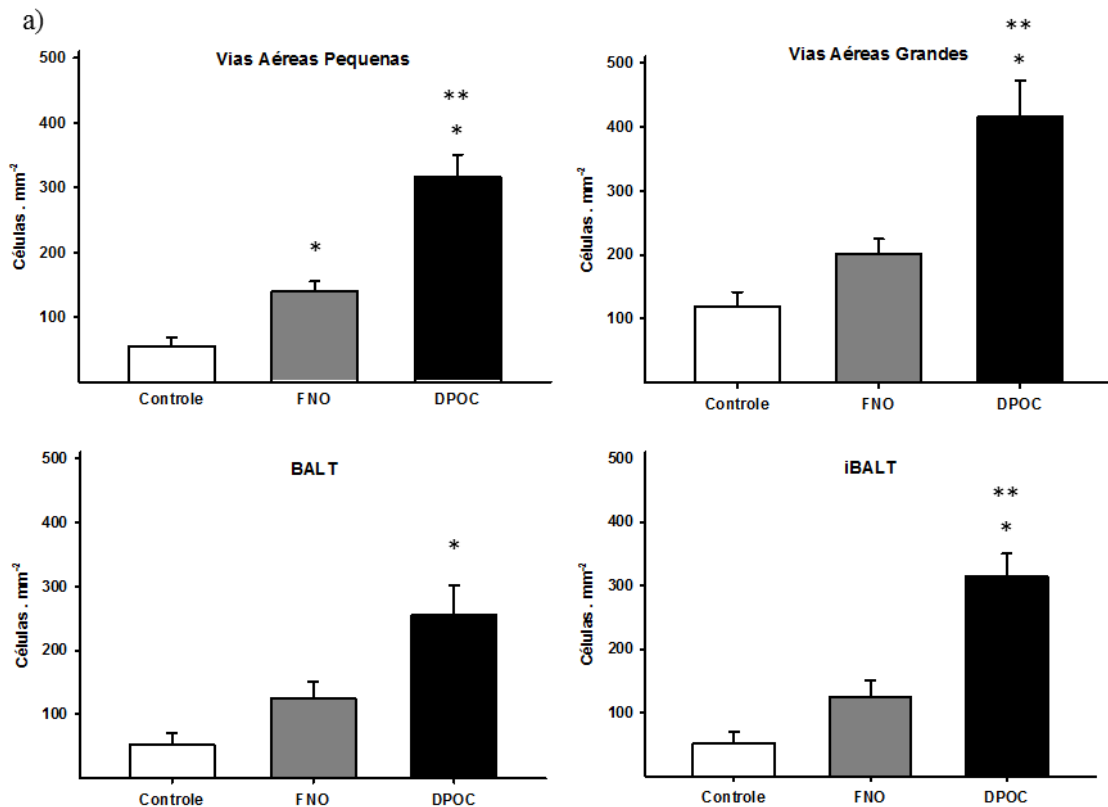 a)
Vias Aéreas Pequenas
500
400
300
200
100
Células . mm⁻²
*
**
*
Controle FNO DPOC
Vias Aéreas Grandes
500
400
300
200
100
Células . mm⁻²
**
*
Controle FNO DPOC
BALT
500
400
300
200
100
Células . mm⁻²
*
Controle FNO DPOC
iBALT
500
400
300
200
100
Células . mm⁻²
**
*
Controle FNO DPOC